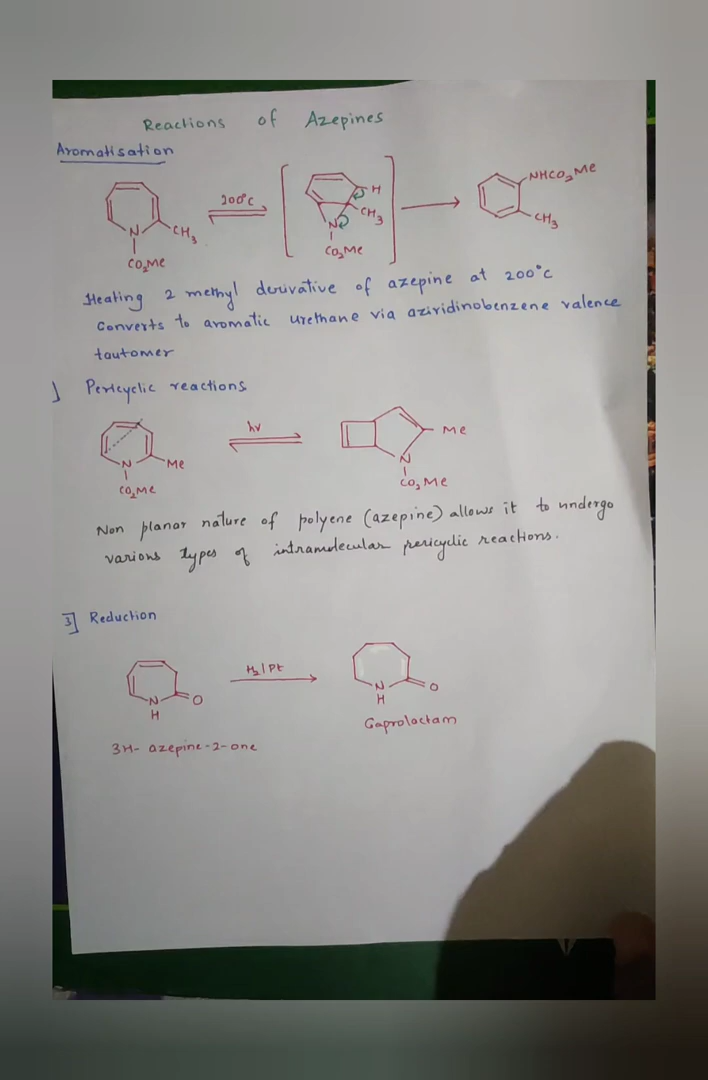 Reactions of Azepines
Aromatisation
N
CH3
CO2Me
200°C
H
CH3
N
CO2Me
NHCO2Me
CH3
Heating 2 methyl derivative of azepine at 200°C
Converts to aromatic urethane via aziridinobenzene valence
tautomer
] Pericyclic reactions
N
Me
CO2Me
hv
Me
N
CO2Me
Non planar nature of polyene (azepine) allows it to undergo
various types of intramolecular pericyclic reactions.
3] Reduction
N
H
O
H2/Pt
N
H
O
Caprolactam
3H- azepine-2-one